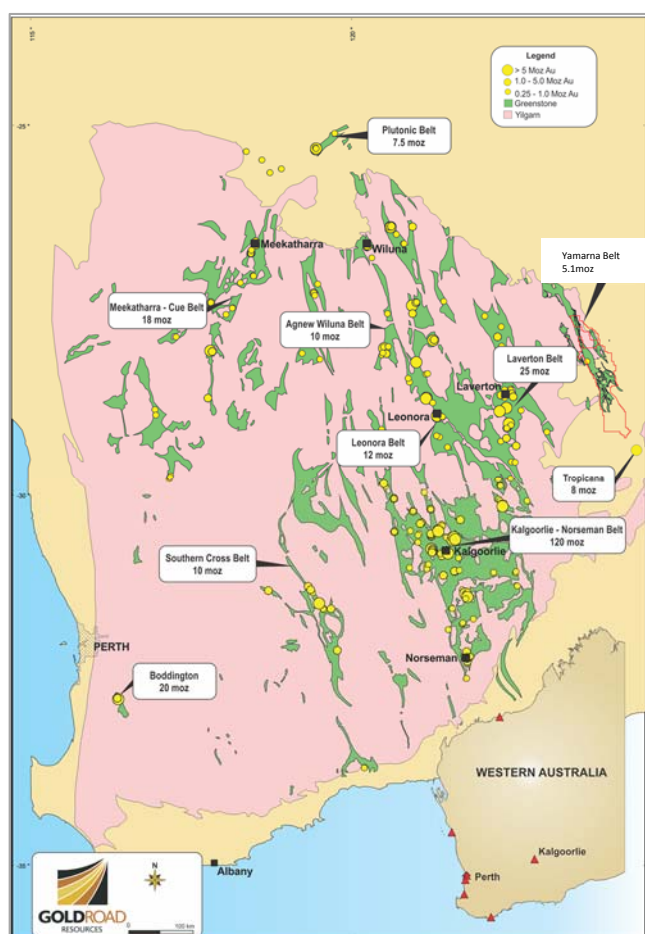 115°
120°
Legend
> 5 Moz Au
1.0 - 5.0 Moz Au
0.25 - 1.0 Moz Au
Greenstone
Yilgarn
-25°
Plutonic Belt
7.5 moz
Meekatharra
Wiluna
Yamarna Belt
5.1moz
Meekatharra - Cue Belt
18 moz
Agnew Wiluna Belt
10 moz
Laverton Belt
25 moz
Laverton
Leonora
Leonora Belt
12 moz
Tropicana
8 moz
-30°
Kalgoorlie - Norseman Belt
120 moz
Kalgoorlie
Southern Cross Belt
10 moz
PERTH
Norseman
Boddington
20 moz
WESTERN AUSTRALIA
Kalgoorlie
Perth
-35°
Albany
N
GOLDROAD
RESOURCES
0 100 km